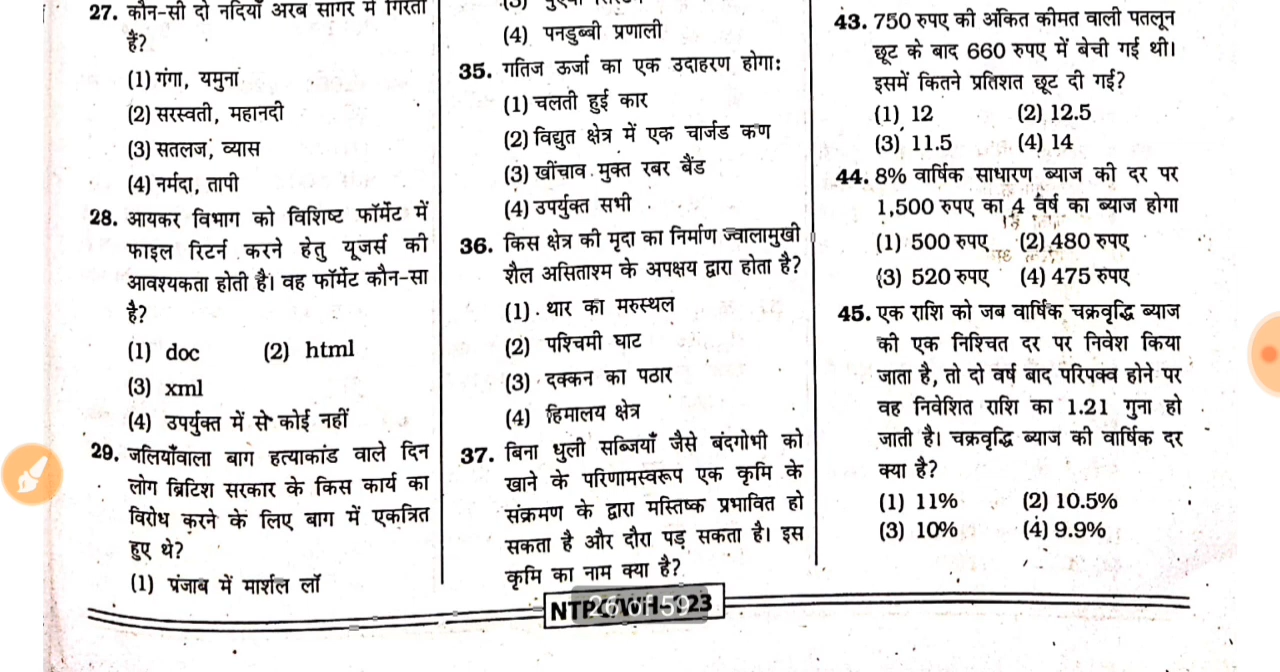 27. कौन-सी दो नदियाँ अरब सागर में गिरती
हैं?
(1) गंगा, यमुना
(2) सरस्वती, महानदी
(3) सतलज, व्यास
(4) नर्मदा, तापी
28. आयकर विभाग को विशिष्ट फॉर्मेट में
फाइल रिटर्न करने हेतु यूजर्स की
आवश्यकता होती है। वह फॉर्मेट कौन-सा
है?
(1) doc (2) html
(3) xml
(4) उपर्युक्त में से कोई नहीं
29. जलियाँवाला बाग हत्याकांड वाले दिन
लोग ब्रिटिश सरकार के किस कार्य का
विरोध करने के लिए बाग में एकत्रित
हुए थे?
(1) पंजाब में मार्शल लॉ
(4) पनडुब्बी प्रणाली
35. गतिज ऊर्जा का एक उदाहरण होगाः
(1) चलती हुई कार
(2) विद्युत क्षेत्र में एक चार्जड कण
(3) खींचाव मुक्त रबर बैंड
(4) उपर्युक्त सभी
36. किस क्षेत्र की मृदा का निर्माण ज्वालामुखी
शैल असिताश्म के अपक्षय द्वारा होता है?
(1) थार का मरुस्थल
(2) पश्चिमी घाट
(3) दक्कन का पठार
(4) हिमालय क्षेत्र
37. बिना धुली सब्जियाँ जैसे बंदगोभी को
खाने के परिणामस्वरूप एक कृमि के
संक्रमण के द्वारा मस्तिष्क प्रभावित हो
सकता है और दौरा पड़ सकता है। इस
कृमि का नाम क्या है?
43. 750 रुपए की अंकित कीमत वाली पतलून
छूट के बाद 660 रुपए में बेची गई थी।
इसमें कितने प्रतिशत छूट दी गई?
(1) 12 (2) 12.5
(3) 11.5 (4) 14
44. 8% वार्षिक साधारण ब्याज की दर पर
1,500 रुपए का 4 वर्ष का ब्याज होगा
(1) 500 रुपए (2) 480 रुपए
(3) 520 रुपए (4) 475 रुपए
45. एक राशि को जब वार्षिक चक्रवृद्धि ब्याज
की एक निश्चित दर पर निवेश किया
जाता है, तो दो वर्ष बाद परिपक्व होने पर
वह निवेशित राशि का 1.21 गुना हो
जाती है। चक्रवृद्धि ब्याज की वार्षिक दर
क्या है?
(1) 11% (2) 10.5%
(3) 10% (4) 9.9%
26 of 59